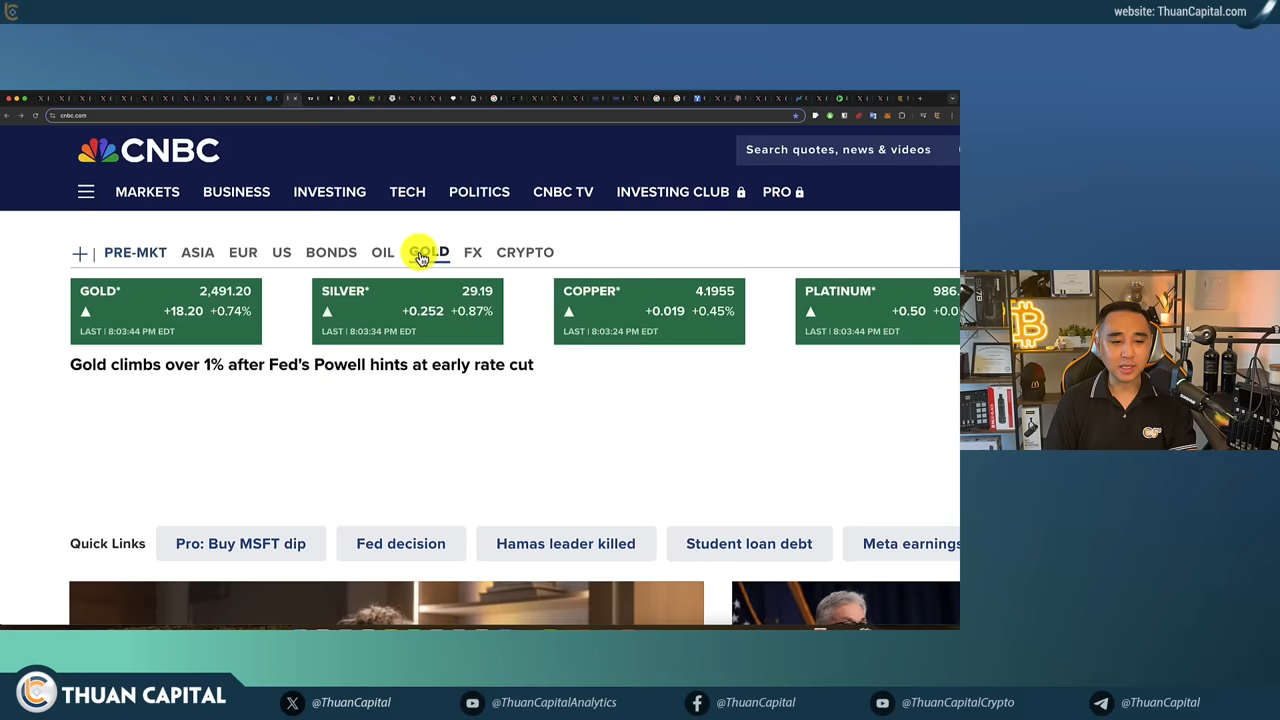 website: ThuanCapital.com
cnbc.com
CNBC
Search quotes, news & videos
MARKETS BUSINESS INVESTING TECH POLITICS CNBC TV INVESTING CLUB PRO
+ | PRE-MKT ASIA EUR US BONDS OIL GOLD FX CRYPTO
GOLD* 2,491.20
▲ +18.20 +0.74%
LAST | 8:03:44 PM EDT
SILVER* 29.19
▲ +0.252 +0.87%
LAST | 8:03:34 PM EDT
COPPER* 4.1955
▲ +0.019 +0.45%
LAST | 8:03:24 PM EDT
PLATINUM* 986.
▲ +0.50 +0.0
LAST | 8:03:44 PM EDT
Gold climbs over 1% after Fed's Powell hints at early rate cut
Quick Links Pro: Buy MSFT dip Fed decision Hamas leader killed Student loan debt Meta earnings
THUAN CAPITAL
@ThuanCapital @ThuanCapitalAnalytics @ThuanCapital @ThuanCapitalCrypto @ThuanCapital